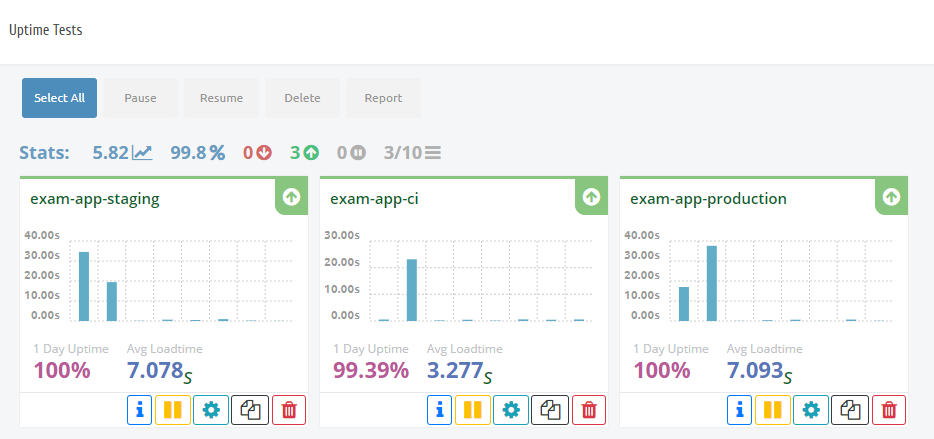 Uptime Tests
Select All Pause Resume Delete Report
Stats: 5.82 99.8% 0 3 0 3/10
exam-app-staging
40.00s
30.00s
20.00s
10.00s
0.00s
1 Day Uptime Avg Loadtime
100% 7.078s
exam-app-ci
30.00s
20.00s
10.00s
0.00s
1 Day Uptime Avg Loadtime
99.39% 3.277s
exam-app-production
40.00s
30.00s
20.00s
10.00s
0.00s
1 Day Uptime Avg Loadtime
100% 7.093s